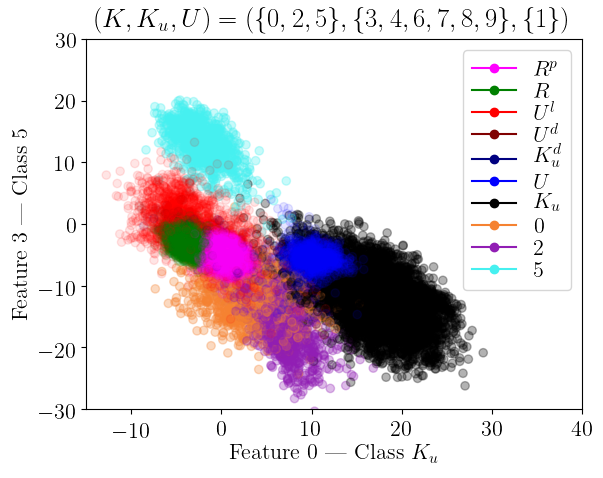 (K, K_u, U) = ({0, 2, 5}, {3, 4, 6, 7, 8, 9}, {1})
30
20
10
0
−10
−20
−30
Feature 3 — Class 5
R^p
R
U^l
U^d
K_u^d
U
K_u
0
2
5
−10 0 10 20 30 40
Feature 0 — Class K_u